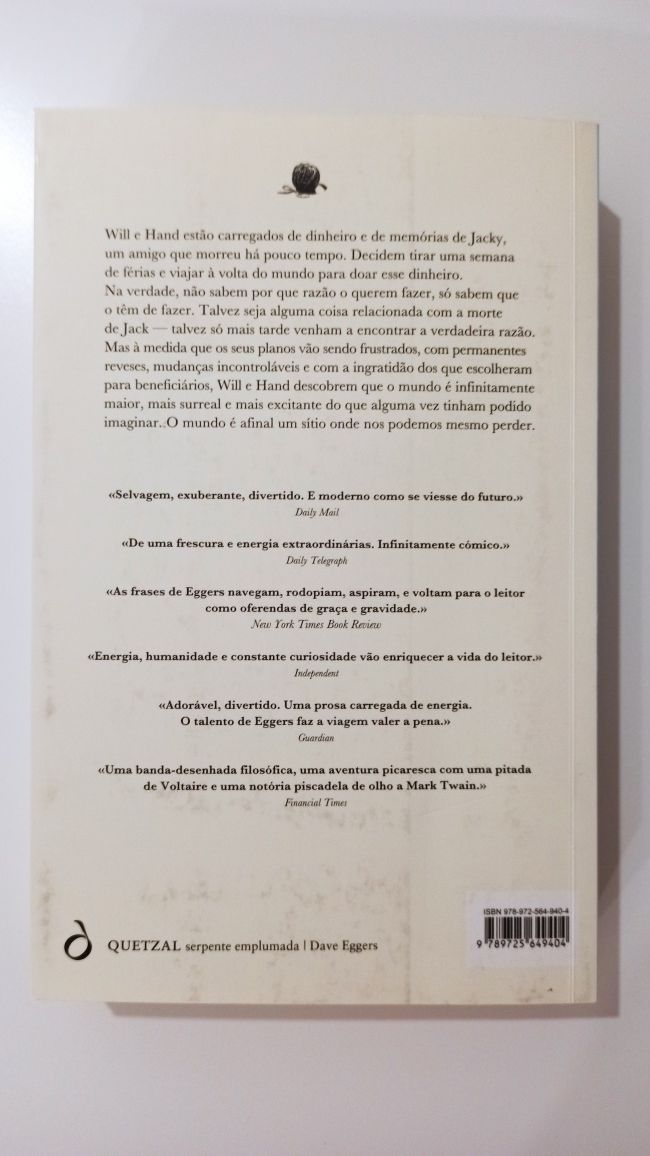 Will e Hand estão carregados de dinheiro e de memórias de Jacky,
um amigo que morreu há pouco tempo. Decidem tirar uma semana
de férias e viajar à volta do mundo para doar esse dinheiro.
Na verdade, não sabem por que razão o querem fazer, só sabem que
o têm de fazer. Talvez seja alguma coisa relacionada com a morte
de Jack — talvez só mais tarde venham a encontrar a verdadeira razão.
Mas à medida que os seus planos vão sendo frustrados, com permanentes
reveses, mudanças incontroláveis e com a ingratidão dos que escolheram
para beneficiários, Will e Hand descobrem que o mundo é infinitamente
maior, mais surreal e mais excitante do que alguma vez tinham podido
imaginar. O mundo é afinal um sítio onde nos podemos mesmo perder.
«Selvagem, exuberante, divertido. E moderno como se viesse do futuro.»
Daily Mail
«De uma frescura e energia extraordinárias. Infinitamente cómico.»
Daily Telegraph
«As frases de Eggers navegam, rodopiam, aspiram, e voltam para o leitor
como oferendas de graça e gravidade.»
New York Times Book Review
«Energia, humanidade e constante curiosidade vão enriquecer a vida do leitor.»
Independent
«Adorável, divertido. Uma prosa carregada de energia.
O talento de Eggers faz a viagem valer a pena.»
Guardian
«Uma banda-desenhada filosófica, uma aventura picaresca com uma pitada
de Voltaire e uma notória piscadela de olho a Mark Twain.»
Financial Times
QUETZAL serpente emplumada | Dave Eggers
ISBN 978-972-564-940-4
9 789725 649404